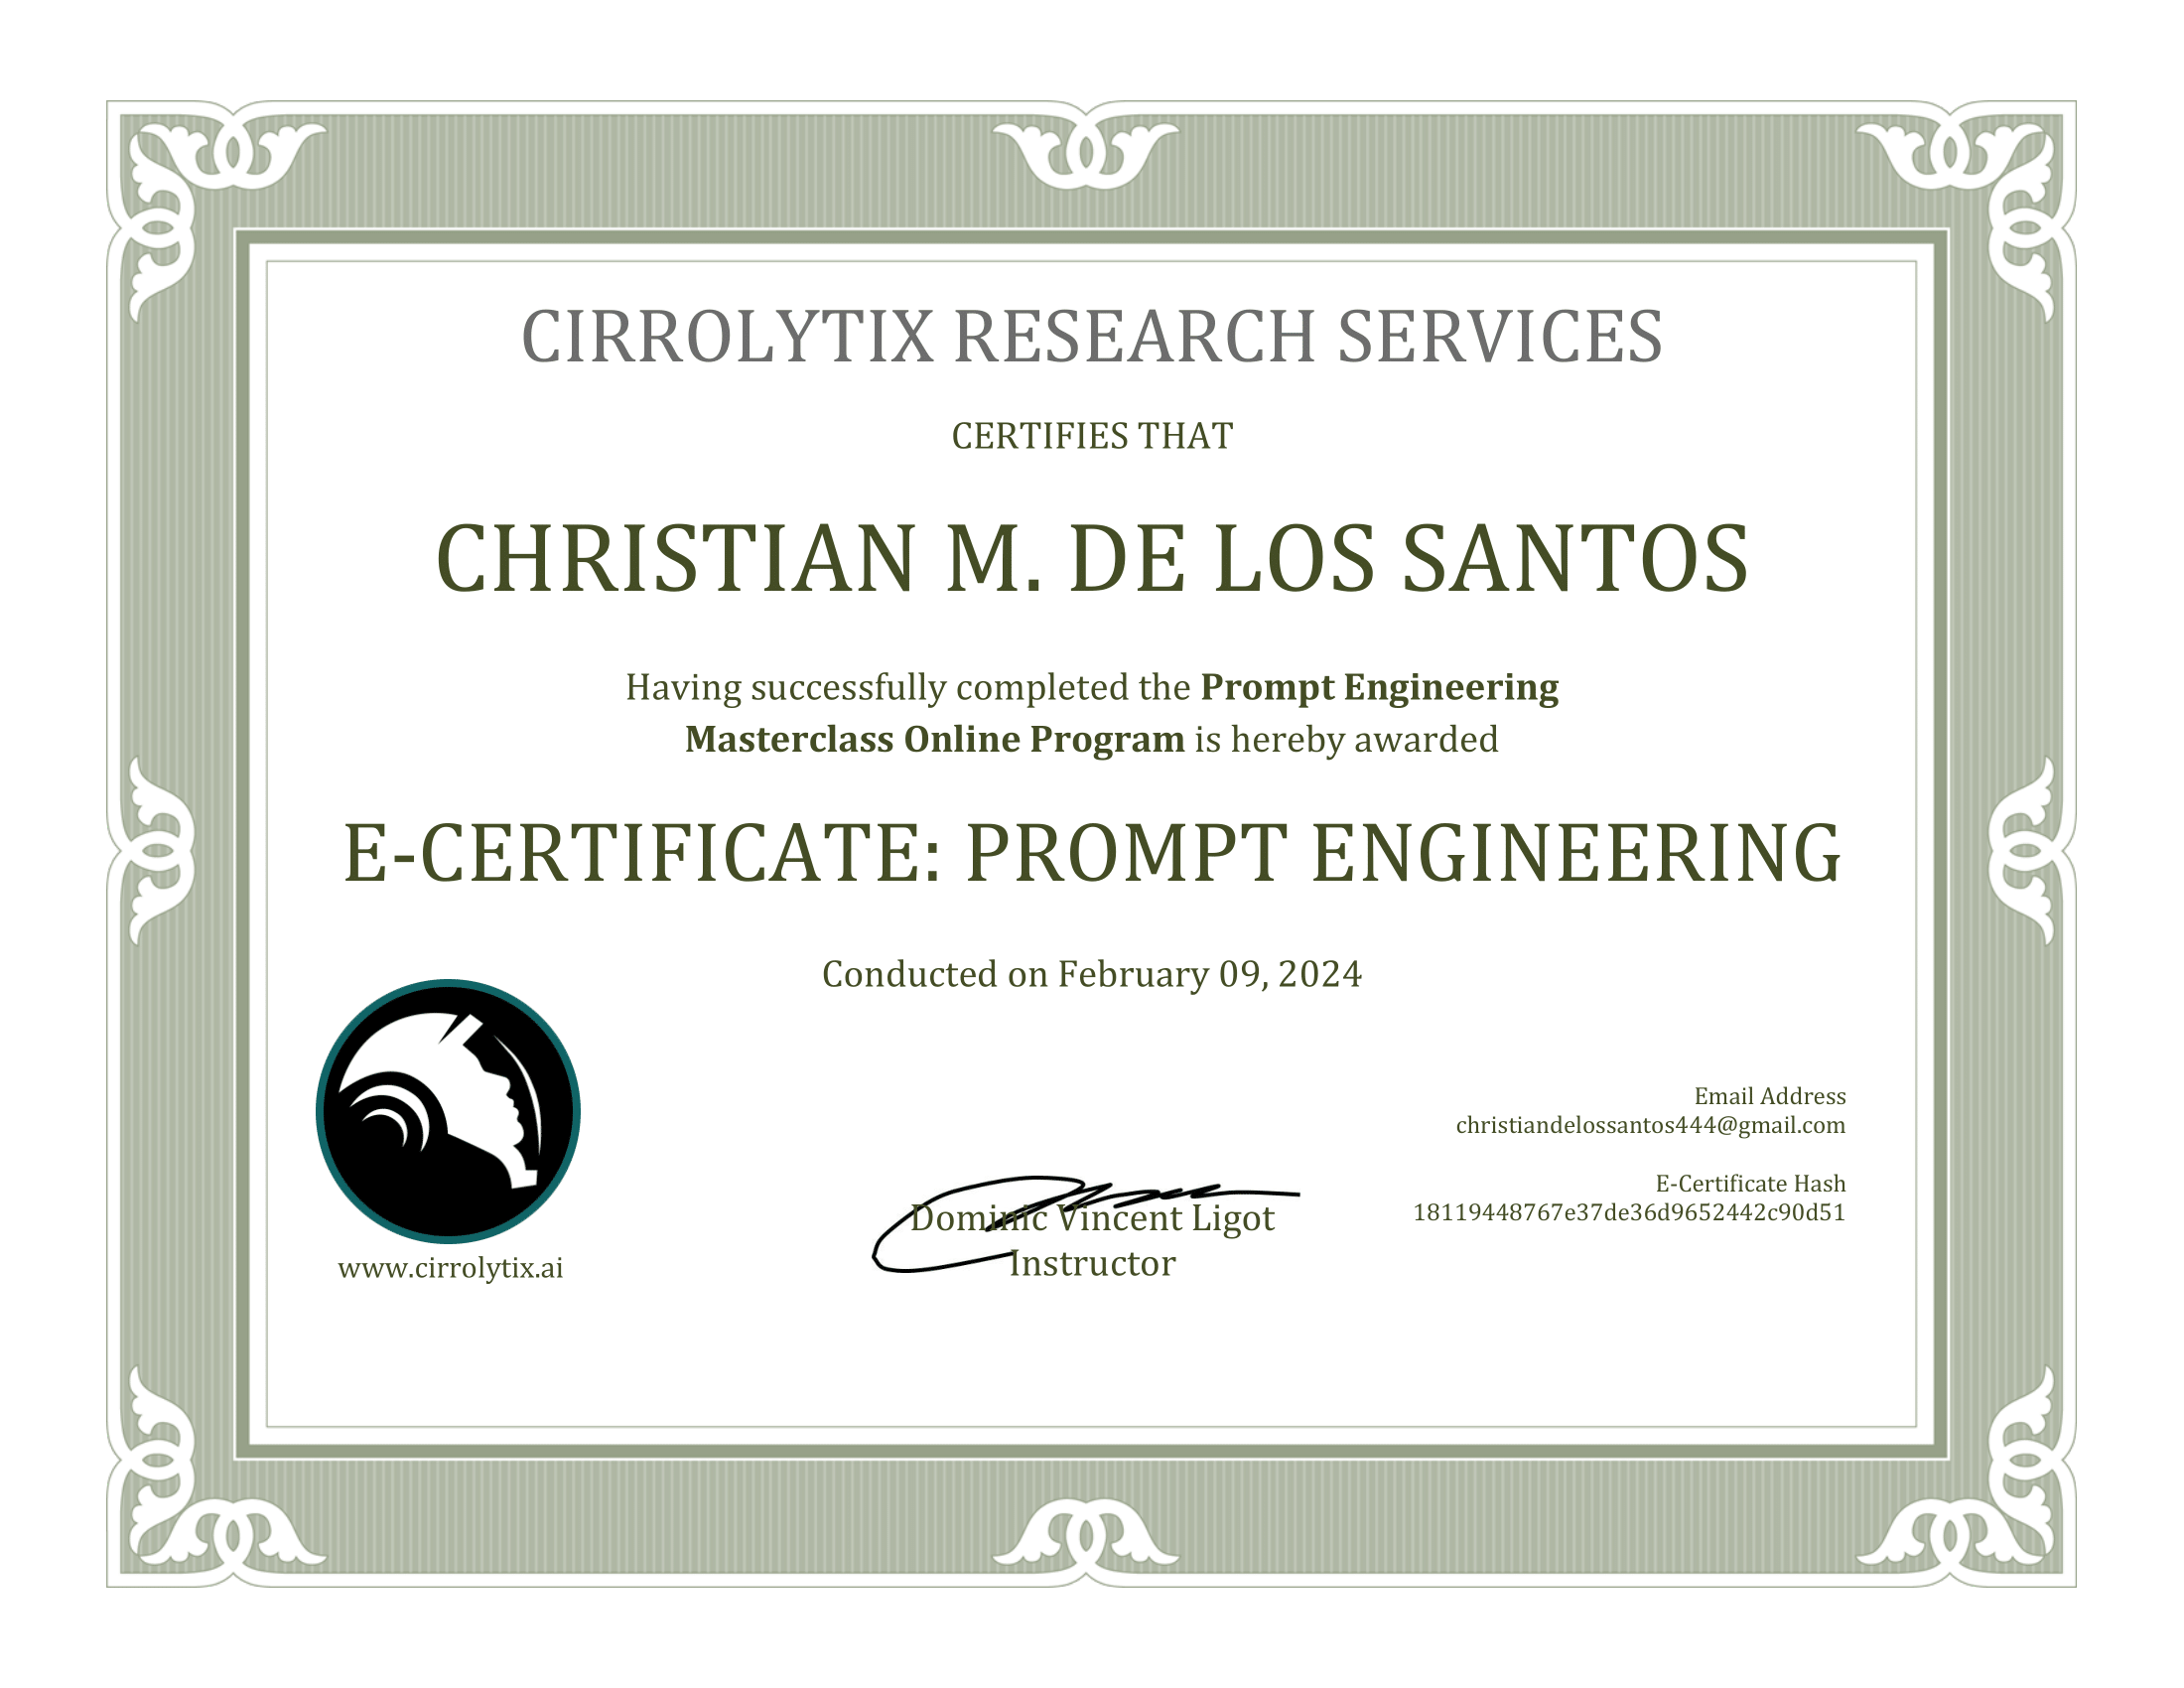 CIRROLYTIX RESEARCH SERVICES
CERTIFIES THAT
CHRISTIAN M. DE LOS SANTOS
Having successfully completed the Prompt Engineering
Masterclass Online Program is hereby awarded
E-CERTIFICATE: PROMPT ENGINEERING
Conducted on February 09, 2024
www.cirrolytix.ai
Dominic Vincent Ligot
Instructor
Email Address
christiandelossantos444@gmail.com
E-Certificate Hash
18119448767e37de36d9652442c90d51